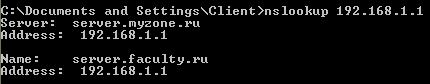 C:\Documents and Settings\Client>nslookup 192.168.1.1
Server:  server.myzone.ru
Address:  192.168.1.1
Name:    server.faculty.ru
Address:  192.168.1.1